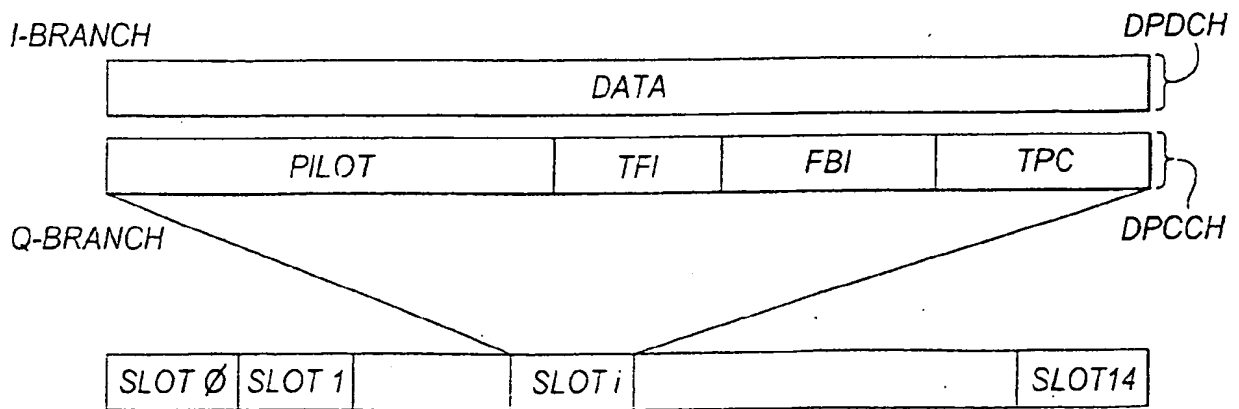 I-BRANCH
DPDCH
DATA
PILOT TFI FBI TPC
Q-BRANCH
DPCCH
SLOT Ø SLOT 1 SLOT i SLOT14